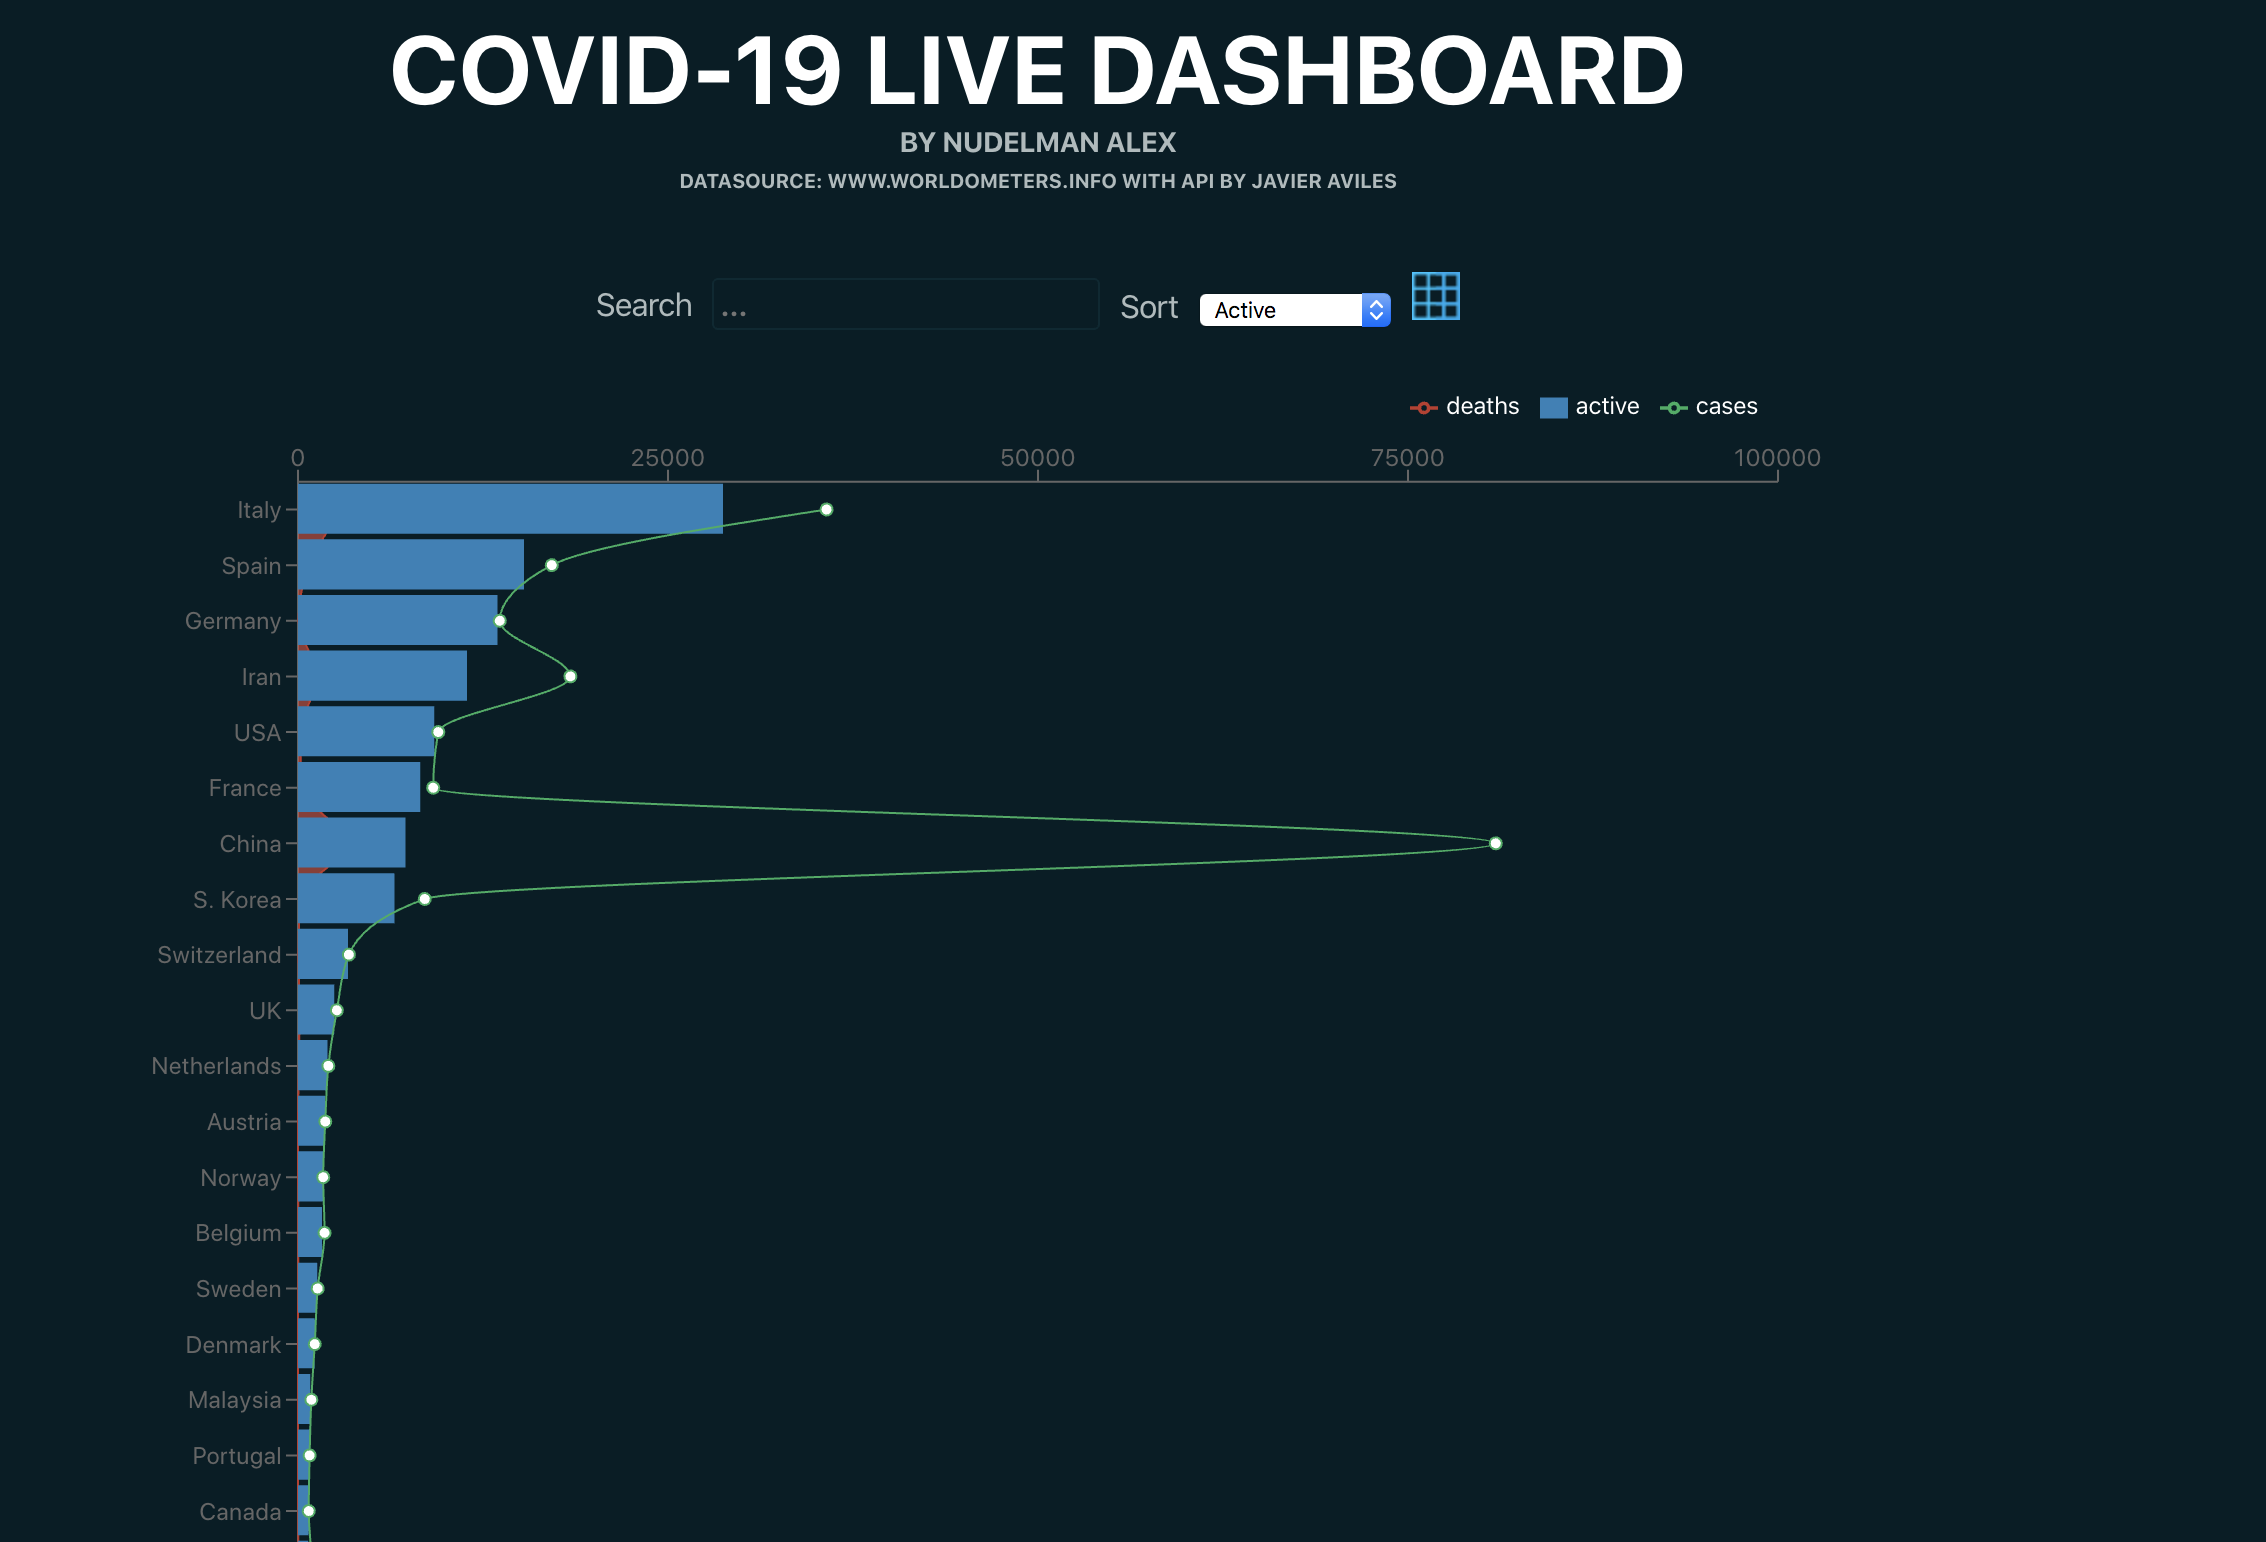 COVID-19 LIVE DASHBOARD
BY NUDELMAN ALEX
DATASOURCE: WWW.WORLDOMETERS.INFO WITH API BY JAVIER AVILES
Search ... Sort Active
deaths active cases
0 25000 50000 75000 100000
Italy
Spain
Germany
Iran
USA
France
China
S. Korea
Switzerland
UK
Netherlands
Austria
Norway
Belgium
Sweden
Denmark
Malaysia
Portugal
Canada